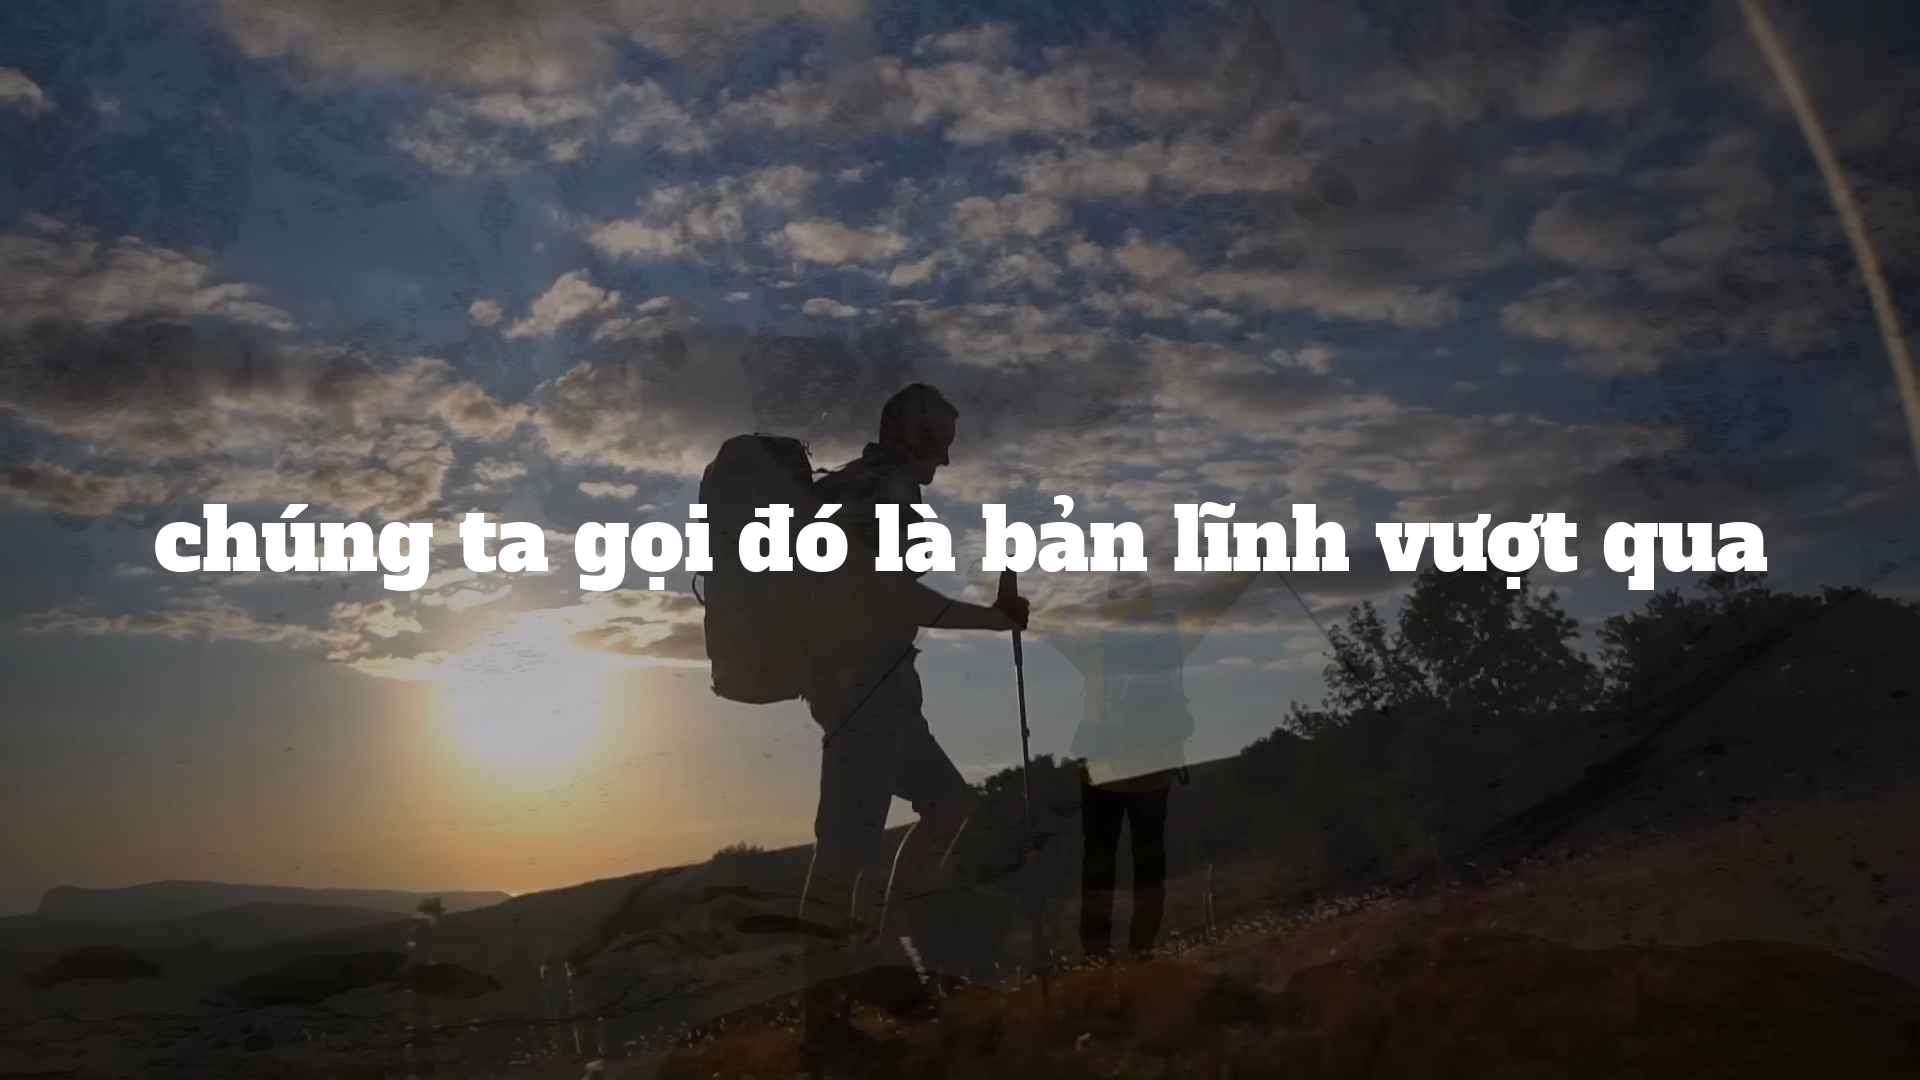 chúng ta gọi đó là bản lĩnh vượt qua